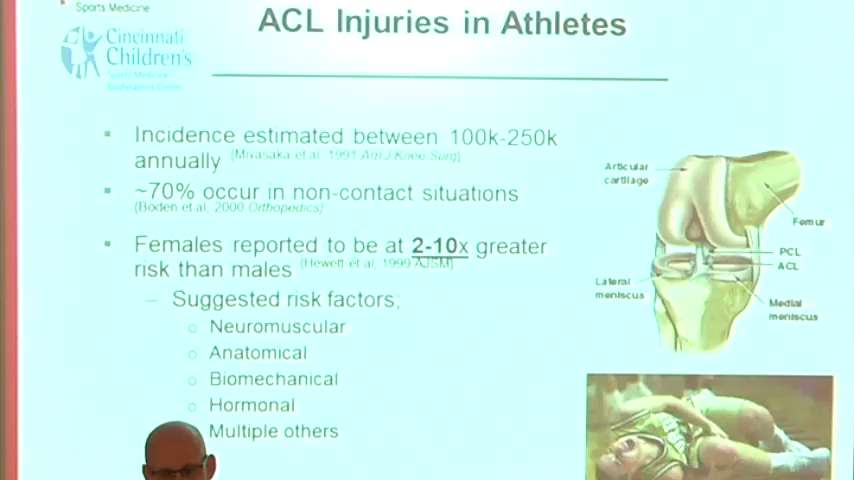 Sports Medicine
Cincinnati
Children's
Sports Medicine
ACL Injuries in Athletes
▪ Incidence estimated between 100k-250k
annually (Miyasaka et al, 1991 Am J Knee Surg)
▪ ~70% occur in non-contact situations
(Boden et al, 2000 Orthopedics)
▪ Females reported to be at 2-10x greater
risk than males (Hewett et al, 1999 AJSM)
– Suggested risk factors;
○ Neuromuscular
○ Anatomical
○ Biomechanical
○ Hormonal
Multiple others
Articular
cartilage
Femur
PCL
ACL
Lateral
meniscus
Medial
meniscus